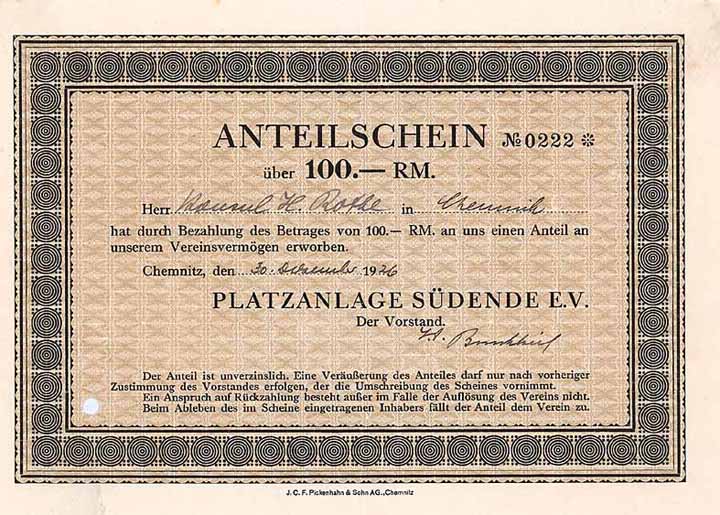 ANTEILSCHEIN № 0222 *
über 100.— RM.
Herr Konsul H. Rothe in Chemnitz
hat durch Bezahlung des Betrages von 100.— RM. an uns einen Anteil an
unserem Vereinsvermögen erworben.
Chemnitz, den 30. Dezember 1926
PLATZANLAGE SÜDENDE E.V.
Der Vorstand.
Der Anteil ist unverzinslich. Eine Veräußerung des Anteiles darf nur nach vorheriger
Zustimmung des Vorstandes erfolgen, der die Umschreibung des Scheines vornimmt.
Ein Anspruch auf Rückzahlung besteht außer im Falle der Auflösung des Vereins nicht.
Beim Ableben des im Scheine eingetragenen Inhabers fällt der Anteil dem Verein zu.
J. C. F. Pickenhahn & Sohn AG., Chemnitz